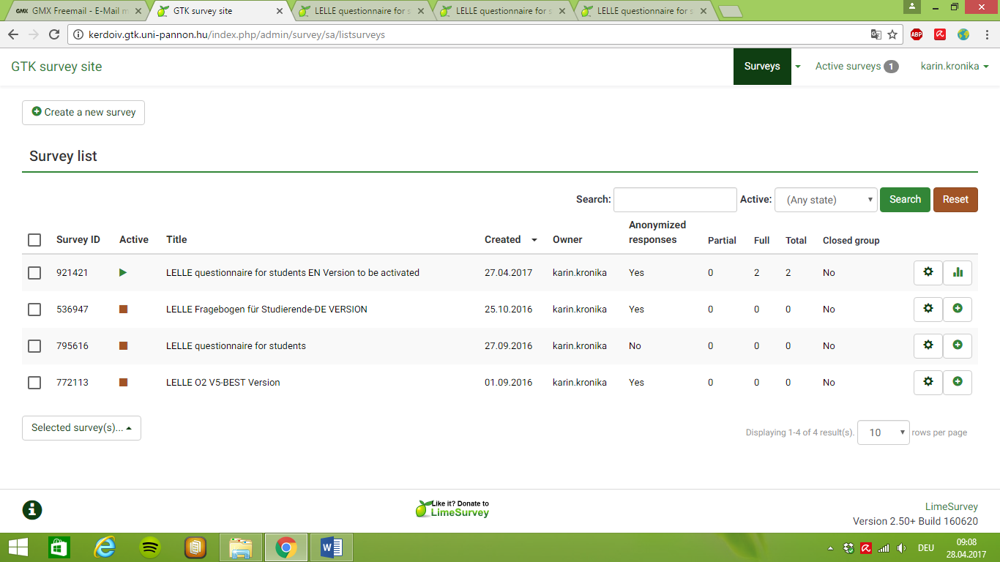 GMX GMX Freemail - E-Mail m
GTK survey site
LELLE questionnaire for s
LELLE questionnaire for s
LELLE questionnaire for s
kerdoiv.gtk.uni-pannon.hu/index.php/admin/survey/sa/listsurveys
ABP
GTK survey site
Surveys
Active surveys 1
karin.kronika
Create a new survey
Survey list
Search:
Active: (Any state)
Search
Reset
Survey ID Active Title Created Owner Anonymized responses Partial Full Total Closed group
921421 LELLE questionnaire for students EN Version to be activated 27.04.2017 karin.kronika Yes 0 2 2 No
536947 LELLE Fragebogen für Studierende-DE VERSION 25.10.2016 karin.kronika Yes 0 0 0 No
795616 LELLE questionnaire for students 27.09.2016 karin.kronika No 0 0 0 No
772113 LELLE O2 V5-BEST Version 01.09.2016 karin.kronika Yes 0 0 0 No
Selected survey(s)...
Displaying 1-4 of 4 result(s). 10 rows per page
Like it? Donate to
LimeSurvey
LimeSurvey
Version 2.50+ Build 160620
DEU
09:08
28.04.2017